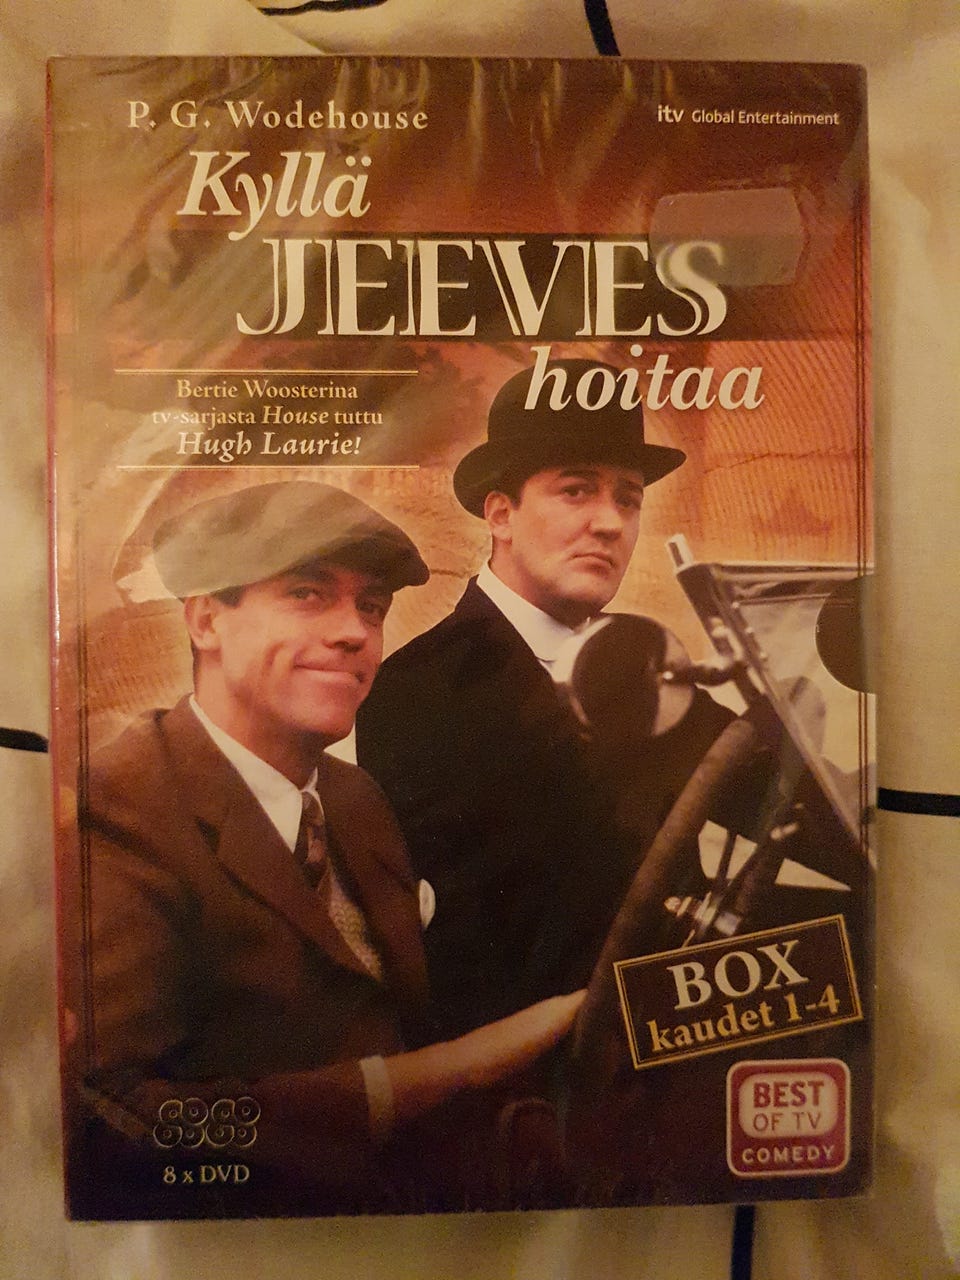 P. G. Wodehouse
itv Global Entertainment
Kyllä
JEEVES
hoitaa
Bertie Woosterina
tv-sarjasta House tuttu
Hugh Laurie!
BOX
kaudet 1-4
BEST
OF TV
COMEDY
8 x DVD